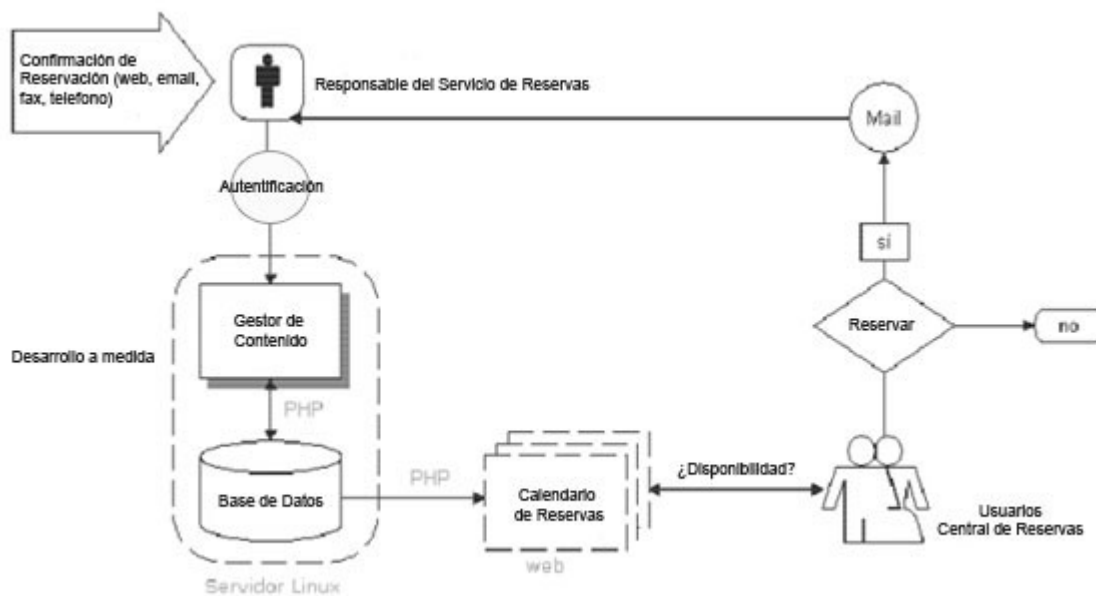 Confirmación de
Reservación (web, email,
fax, telefono)
Responsable del Servicio de Reservas
Mail
Autentificación
sí
Gestor de
Contenido
Reservar
no
Desarrollo a medida
PHP
Base de Datos
PHP
Calendario
de Reservas
¿Disponibilidad?
Usuarios
Central de Reservas
web
Servidor Linux